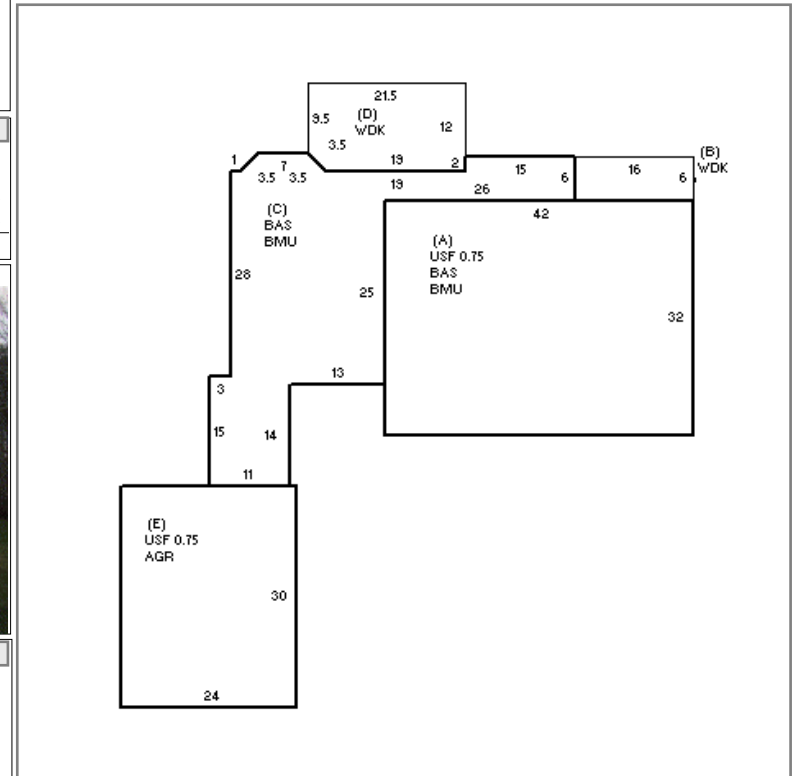 21.5
9.5
(D)
WDK
12
3.5
1
7
3.5 3.5
19
2
15
6
16
6
(B)
WDK
19
26
42
(C)
BAS
BMU
(A)
USF 0.75
BAS
BMU
28
25
32
13
3
15
14
11
(E)
USF 0.75
AGR
30
24